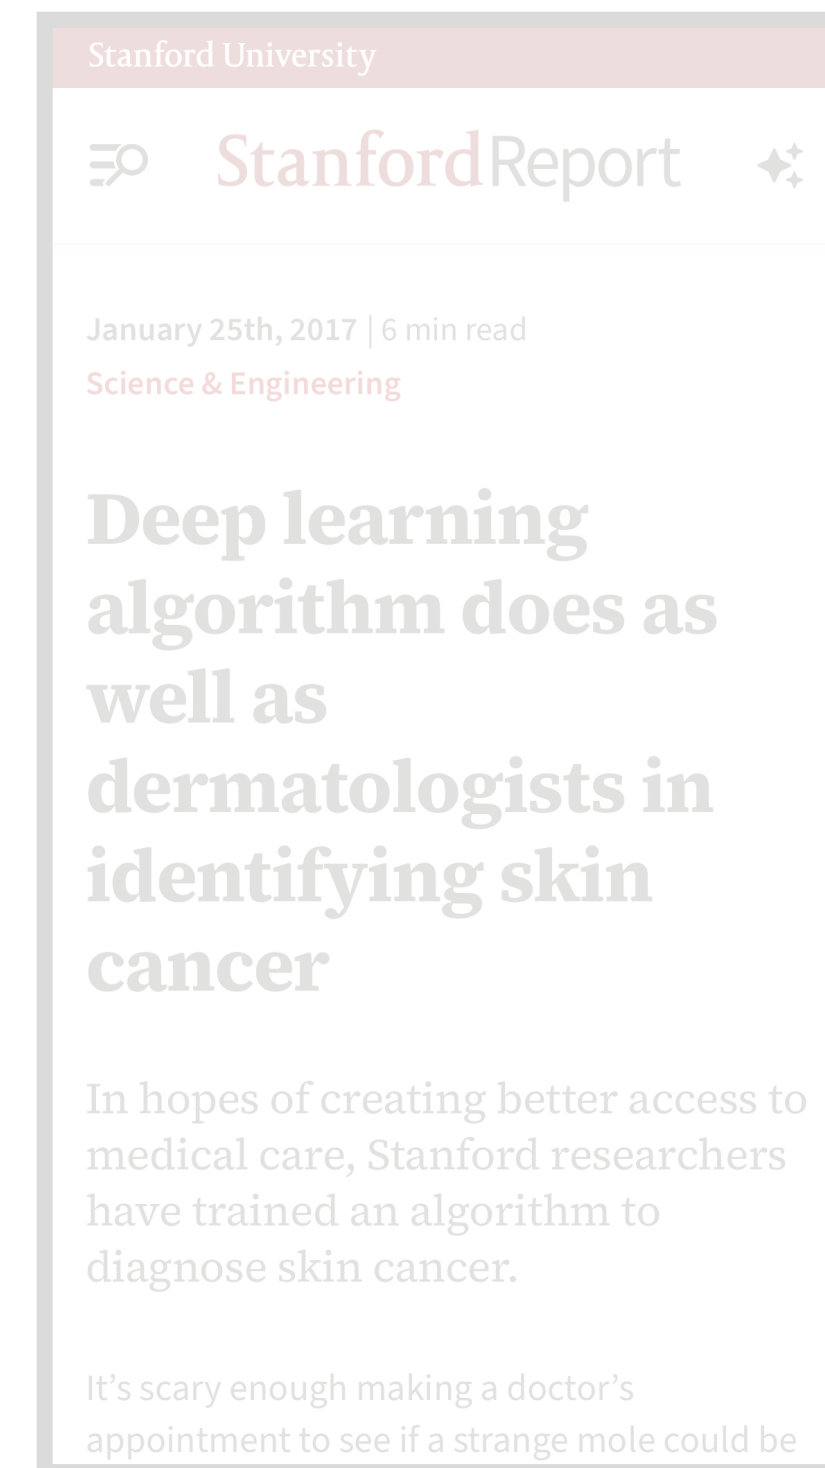 Stanford University
StanfordReport
January 25th, 2017 | 6 min read
Science & Engineering
Deep learning
algorithm does as
well as
dermatologists in
identifying skin
cancer
In hopes of creating better access to
medical care, Stanford researchers
have trained an algorithm to
diagnose skin cancer.
It’s scary enough making a doctor’s
appointment to see if a strange mole could be